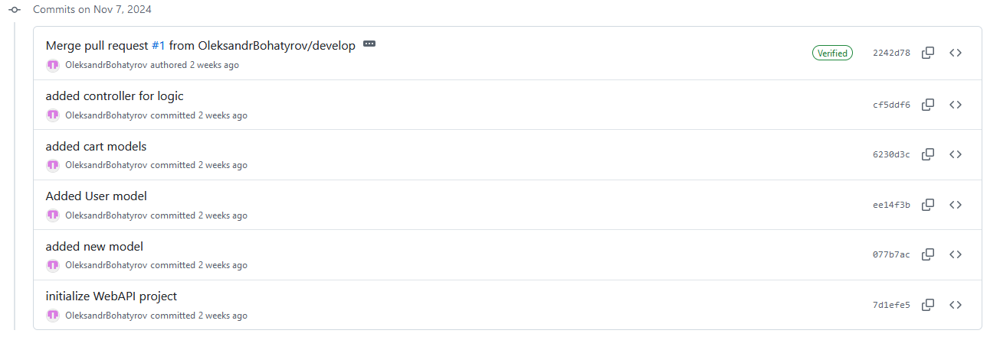 Commits on Nov 7, 2024
Merge pull request #1 from OleksandrBohatyrov/develop
OleksandrBohatyrov authored 2 weeks ago
Verified
2242d78
added controller for logic
OleksandrBohatyrov committed 2 weeks ago
cf5ddf6
added cart models
OleksandrBohatyrov committed 2 weeks ago
6230d3c
Added User model
OleksandrBohatyrov committed 2 weeks ago
ee14f3b
added new model
OleksandrBohatyrov committed 2 weeks ago
077b7ac
initialize WebAPI project
OleksandrBohatyrov committed 2 weeks ago
7d1efe5